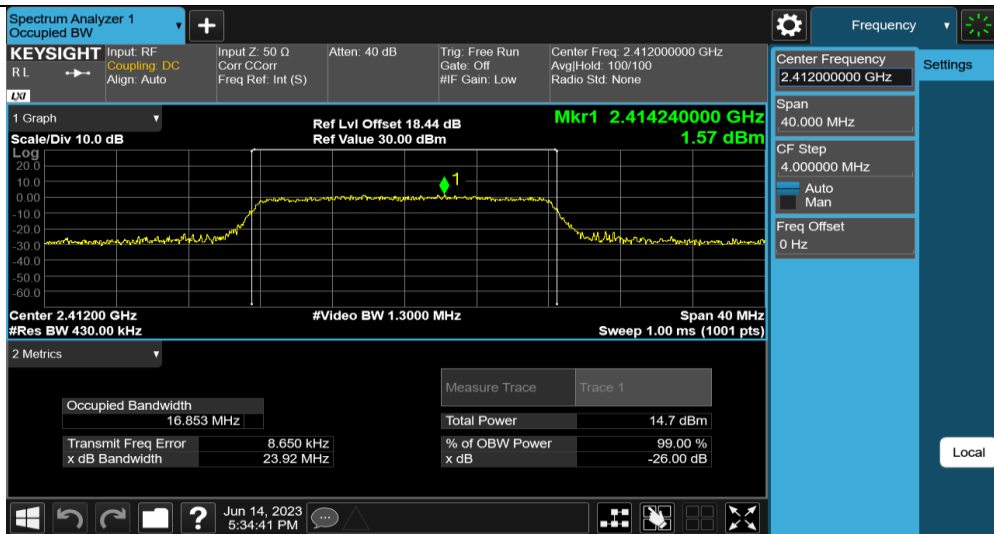 Spectrum Analyzer 1
Occupied BW
Frequency
KEYSIGHT
RL
LXI
Input: RF
Coupling: DC
Align: Auto
Input Z: 50 Ω
Corr CCorr
Freq Ref: Int (S)
Atten: 40 dB
Trig: Free Run
Gate: Off
#IF Gain: Low
Center Freq: 2.412000000 GHz
Avg|Hold: 100/100
Radio Std: None
Center Frequency
2.412000000 GHz
Settings
Span
40.000 MHz
CF Step
4.000000 MHz
Auto
Man
Freq Offset
0 Hz
Local
1 Graph
Scale/Div 10.0 dB
Ref Lvl Offset 18.44 dB
Ref Value 30.00 dBm
Mkr1 2.414240000 GHz
1.57 dBm
Log
20.0
10.0
0.00
-10.0
-20.0
-30.0
-40.0
-50.0
-60.0
1
Center 2.41200 GHz
#Video BW 1.3000 MHz
Span 40 MHz
#Res BW 430.00 kHz
Sweep 1.00 ms (1001 pts)
2 Metrics
Measure Trace Trace 1
Occupied Bandwidth
16.853 MHz
Total Power 14.7 dBm
Transmit Freq Error 8.650 kHz
% of OBW Power 99.00 %
x dB Bandwidth 23.92 MHz
x dB -26.00 dB
?
Jun 14, 2023
5:34:41 PM